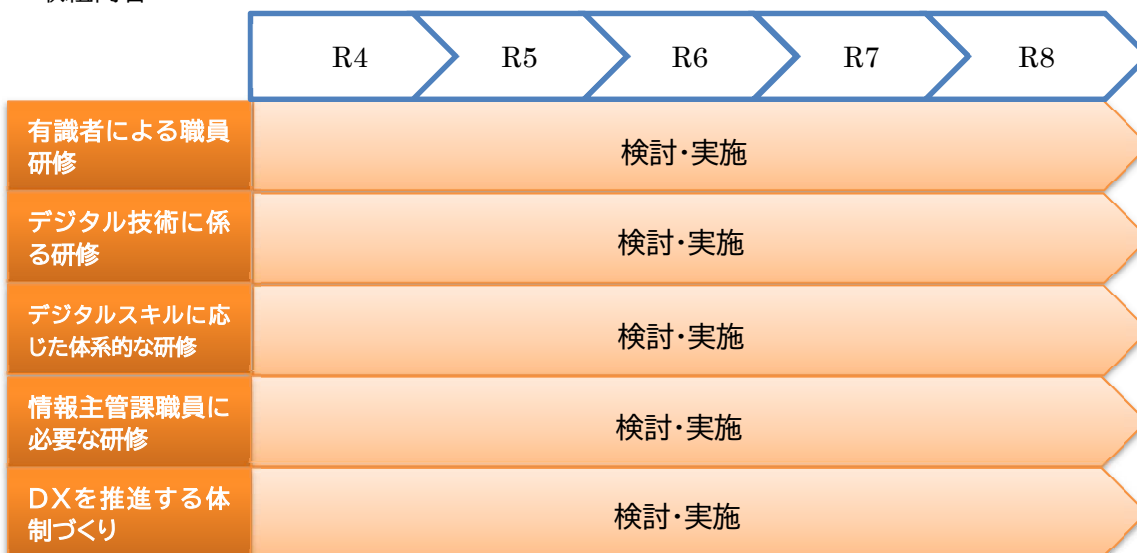 R4 R5 R6 R7 R8
有識者による職員
研修
検討・実施
デジタル技術に係
る研修
検討・実施
デジタルスキルに応
じた体系的な研修
検討・実施
情報主管課職員に
必要な研修
検討・実施
DXを推進する体
制づくり
検討・実施